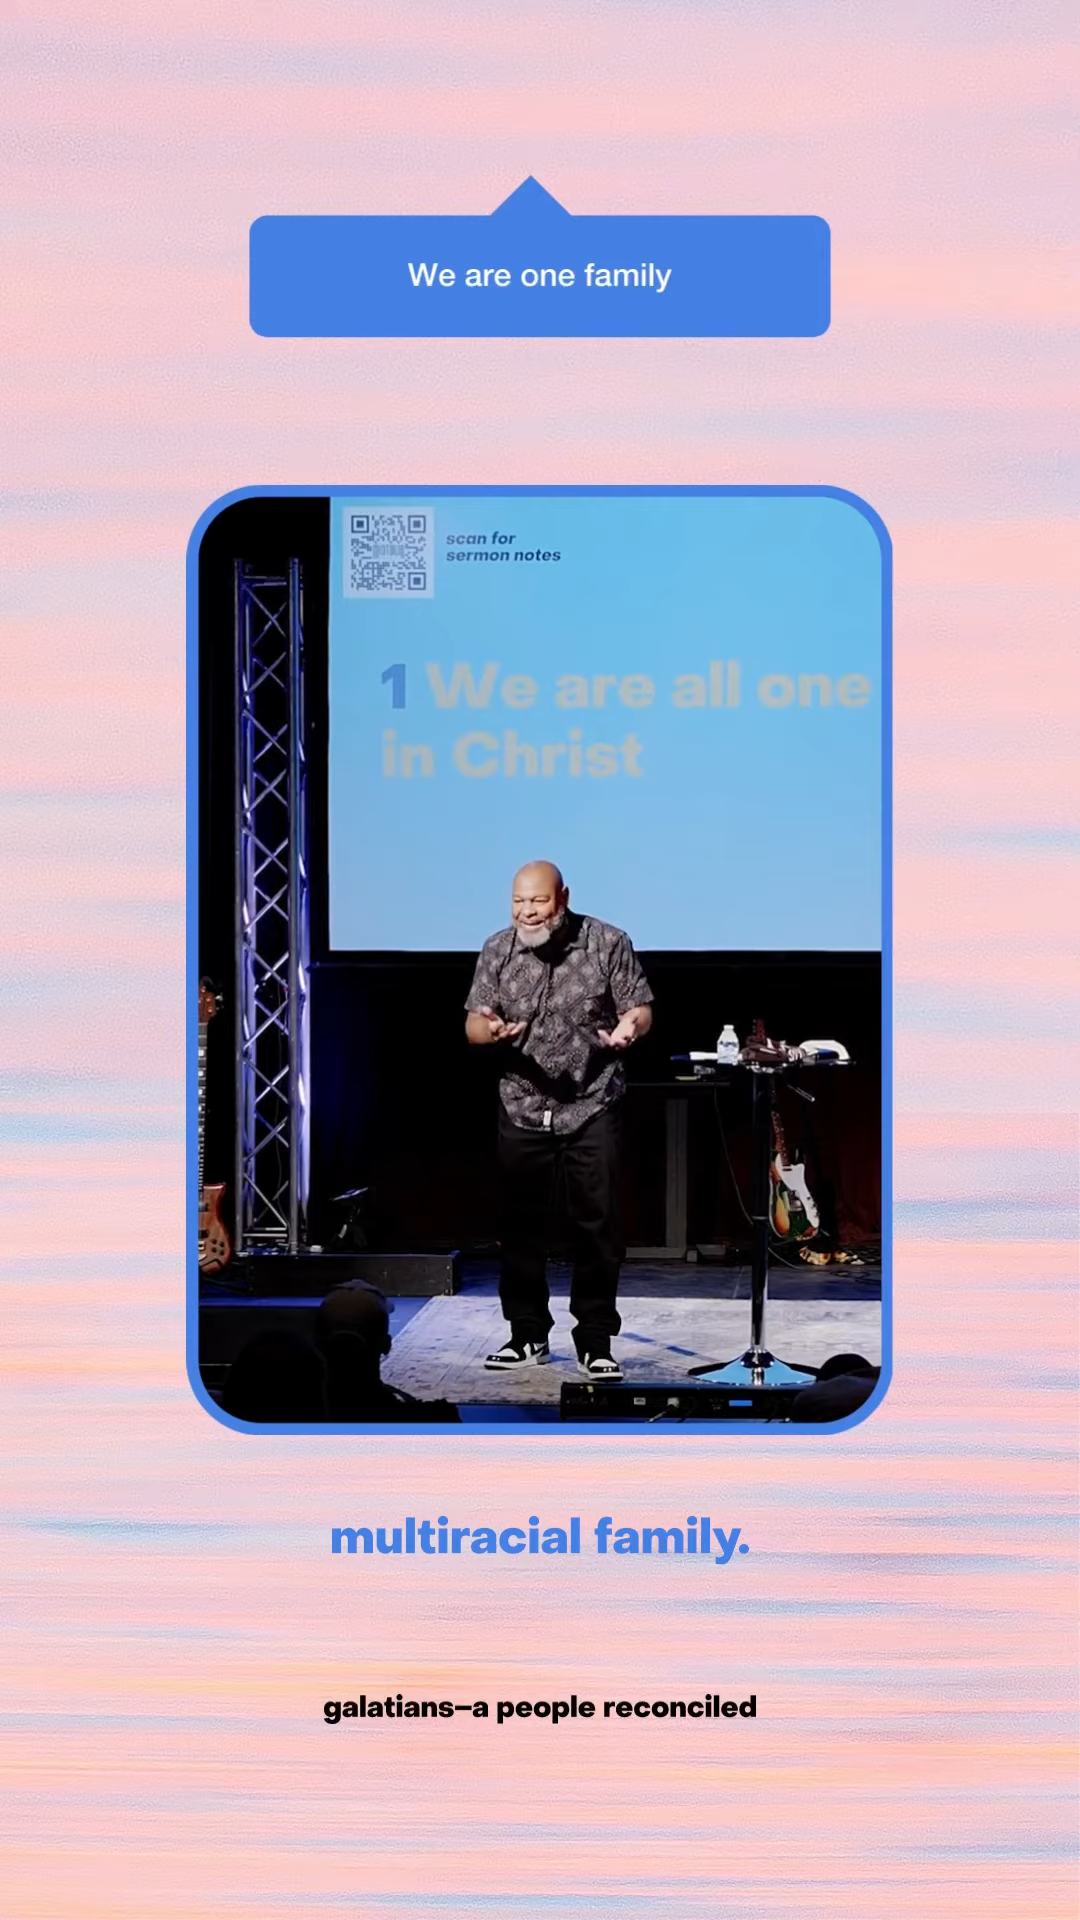 We are one family
scan for
sermon notes
1 We are all one
in Christ
multiracial family.
galatians—a people reconciled